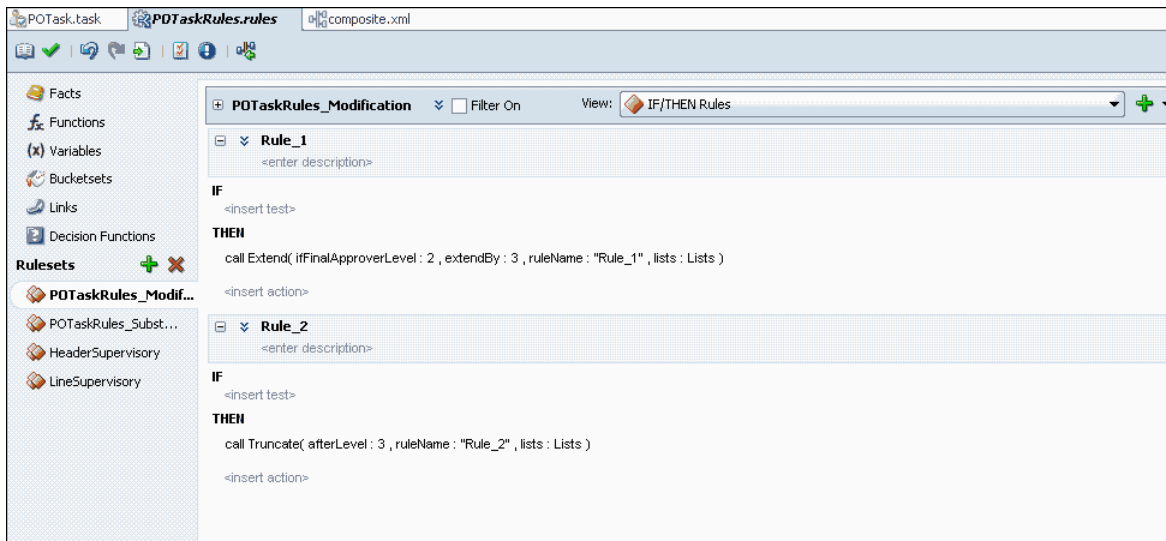 POTask.task
POTaskRules.rules
composite.xml
Facts
Functions
Variables
Bucketsets
Links
Decision Functions
Rulesets
POTaskRules_Modif...
POTaskRules_Subst...
HeaderSupervisory
LineSupervisory
POTaskRules_Modification Filter On View: IF/THEN Rules
Rule_1
<enter description>
IF
<insert test>
THEN
call Extend( ifFinalApproverLevel : 2 , extendBy : 3 , ruleName : "Rule_1" , lists : Lists )
<insert action>
Rule_2
<enter description>
IF
<insert test>
THEN
call Truncate( afterLevel : 3 , ruleName : "Rule_2" , lists : Lists )
<insert action>